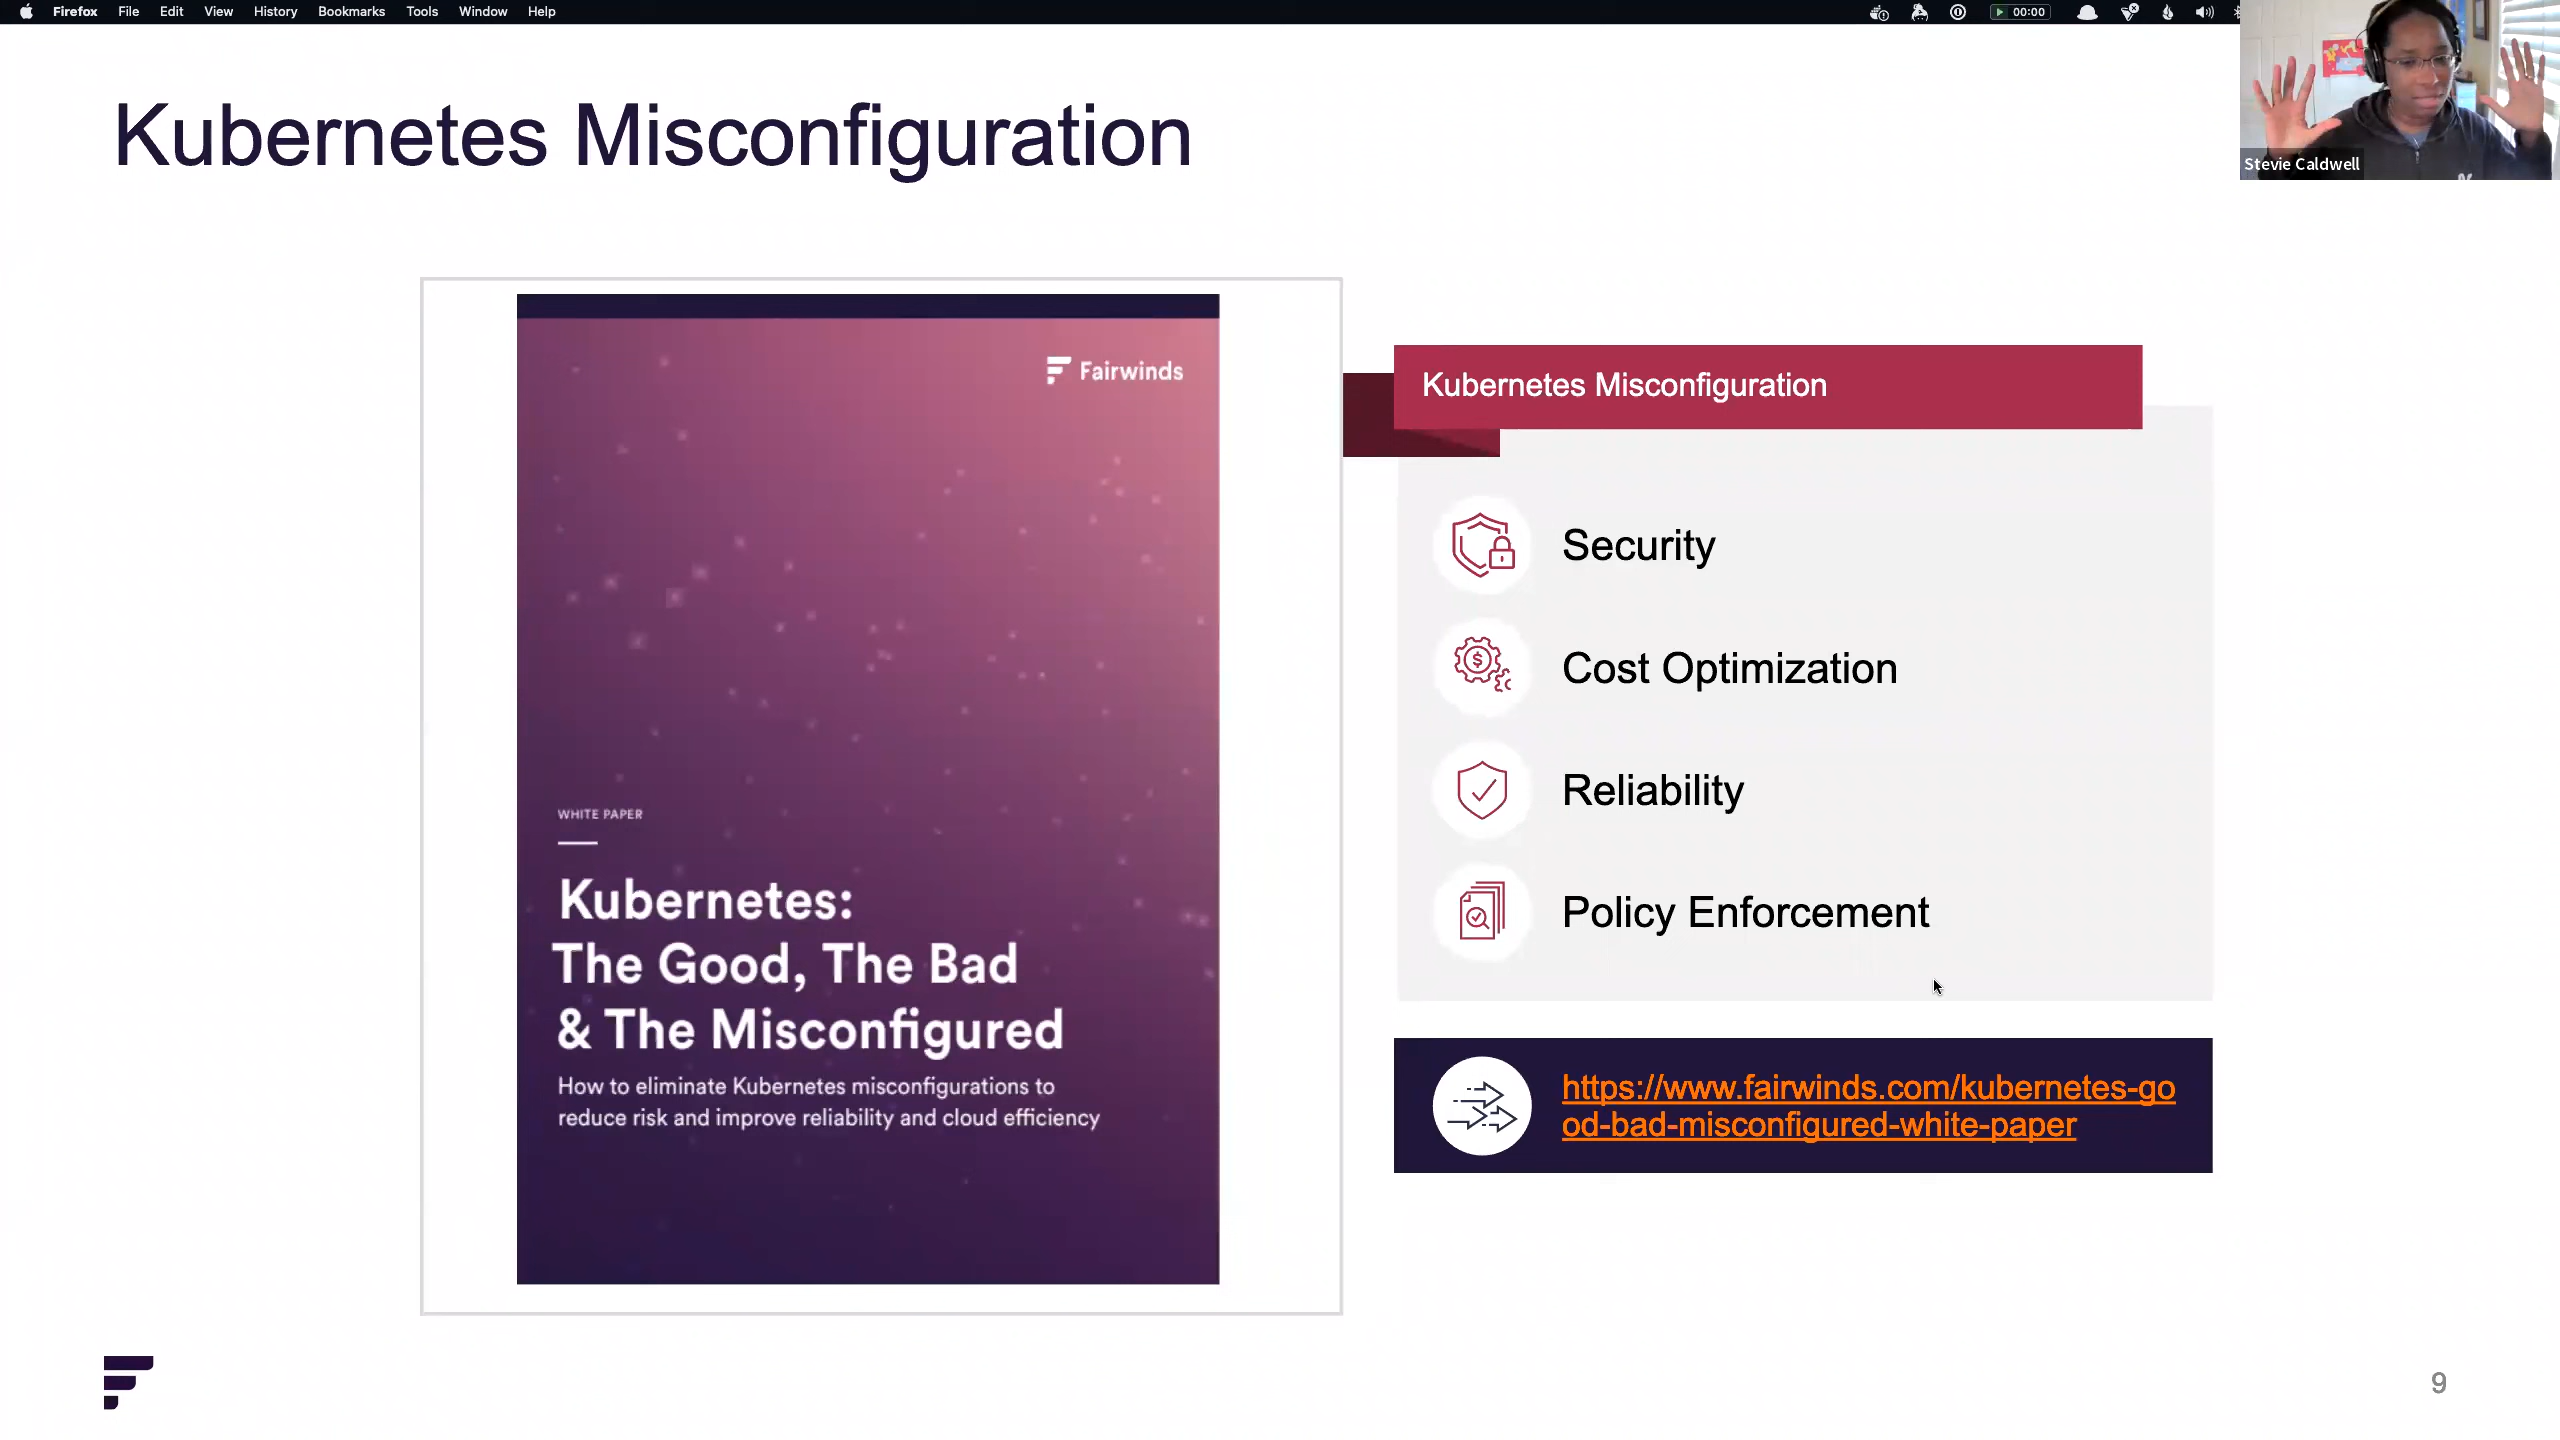 Firefox File Edit View History Bookmarks Tools Window Help
00:00
Stevie Caldwell
Kubernetes Misconfiguration
Fairwinds
WHITE PAPER
Kubernetes:
The Good, The Bad
& The Misconfigured
How to eliminate Kubernetes misconfigurations to
reduce risk and improve reliability and cloud efficiency
Kubernetes Misconfiguration
Security
Cost Optimization
Reliability
Policy Enforcement
https://www.fairwinds.com/kubernetes-go
od-bad-misconfigured-white-paper
9